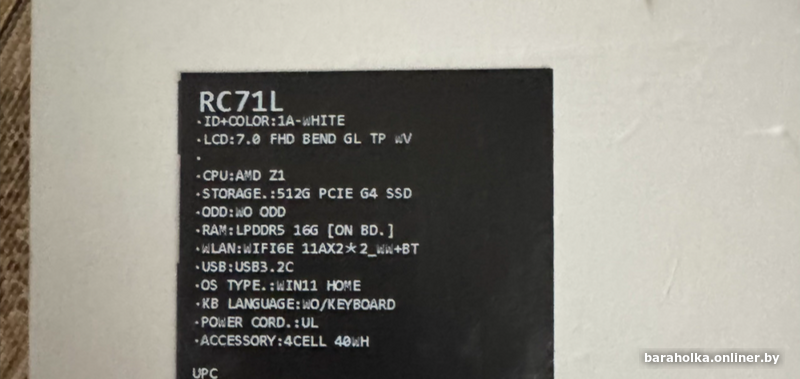 RC71L
·ID+COLOR:1A-WHITE
·LCD:7.0 FHD BEND GL TP WV
·
·CPU:AMD Z1
·STORAGE.:512G PCIE G4 SSD
·ODD:WO ODD
·RAM:LPDDR5 16G [ON BD.]
·WLAN:WIFI6E 11AX2*2_WW+BT
·USB:USB3.2C
·OS TYPE.:WIN11 HOME
·KB LANGUAGE:WO/KEYBOARD
·POWER CORD.:UL
·ACCESSORY:4CELL 40WH
UPC
baraholka.onliner.by